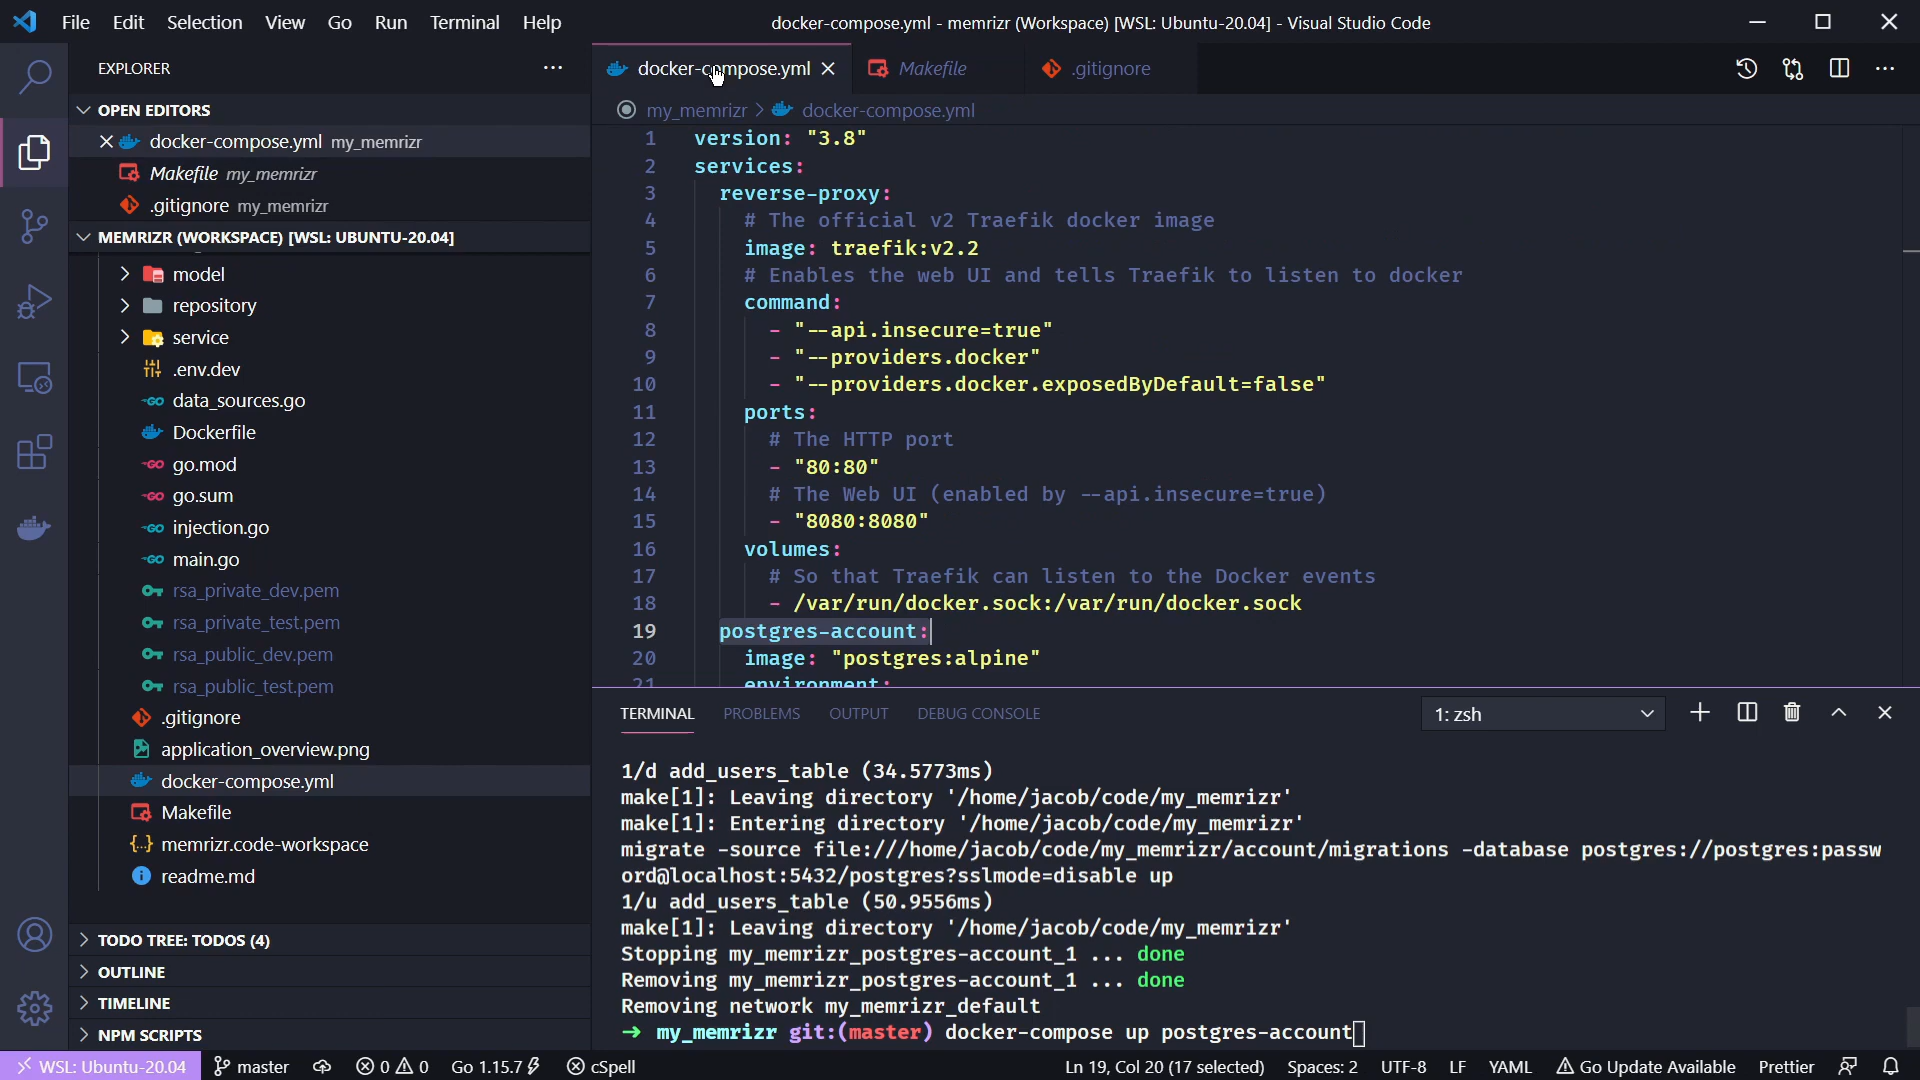 File Edit Selection View Go Run Terminal Help
docker-compose.yml - memrizr (Workspace) [WSL: Ubuntu-20.04] - Visual Studio Code
EXPLORER
OPEN EDITORS
docker-compose.yml my_memrizr
Makefile my_memrizr
.gitignore my_memrizr
MEMRIZR (WORKSPACE) [WSL: UBUNTU-20.04]
model
repository
service
.env.dev
data_sources.go
Dockerfile
go.mod
go.sum
injection.go
main.go
rsa_private_dev.pem
rsa_private_test.pem
rsa_public_dev.pem
rsa_public_test.pem
.gitignore
application_overview.png
docker-compose.yml
Makefile
memrizr.code-workspace
readme.md
TODO TREE: TODOS (4)
OUTLINE
TIMELINE
NPM SCRIPTS
docker-compose.yml Makefile .gitignore
my_memrizr > docker-compose.yml
1 version: "3.8"
2 services:
3 reverse-proxy:
4 # The official v2 Traefik docker image
5 image: traefik:v2.2
6 # Enables the web UI and tells Traefik to listen to docker
7 command:
8 - "--api.insecure=true"
9 - "--providers.docker"
10 - "--providers.docker.exposedByDefault=false"
11 ports:
12 # The HTTP port
13 - "80:80"
14 # The Web UI (enabled by --api.insecure=true)
15 - "8080:8080"
16 volumes:
17 # So that Traefik can listen to the Docker events
18 - /var/run/docker.sock:/var/run/docker.sock
19 postgres-account:
20 image: "postgres:alpine"
21 environment:
TERMINAL PROBLEMS OUTPUT DEBUG CONSOLE
1: zsh
1/d add_users_table (34.5773ms)
make[1]: Leaving directory '/home/jacob/code/my_memrizr'
make[1]: Entering directory '/home/jacob/code/my_memrizr'
migrate -source file:///home/jacob/code/my_memrizr/account/migrations -database postgres://postgres:passw
ord@localhost:5432/postgres?sslmode=disable up
1/u add_users_table (50.9556ms)
make[1]: Leaving directory '/home/jacob/code/my_memrizr'
Stopping my_memrizr_postgres-account_1 ... done
Removing my_memrizr_postgres-account_1 ... done
Removing network my_memrizr_default
→ my_memrizr git:(master) docker-compose up postgres-account
WSL: Ubuntu-20.04 master 0 0 Go 1.15.7 cSpell
Ln 19, Col 20 (17 selected) Spaces: 2 UTF-8 LF YAML Go Update Available Prettier